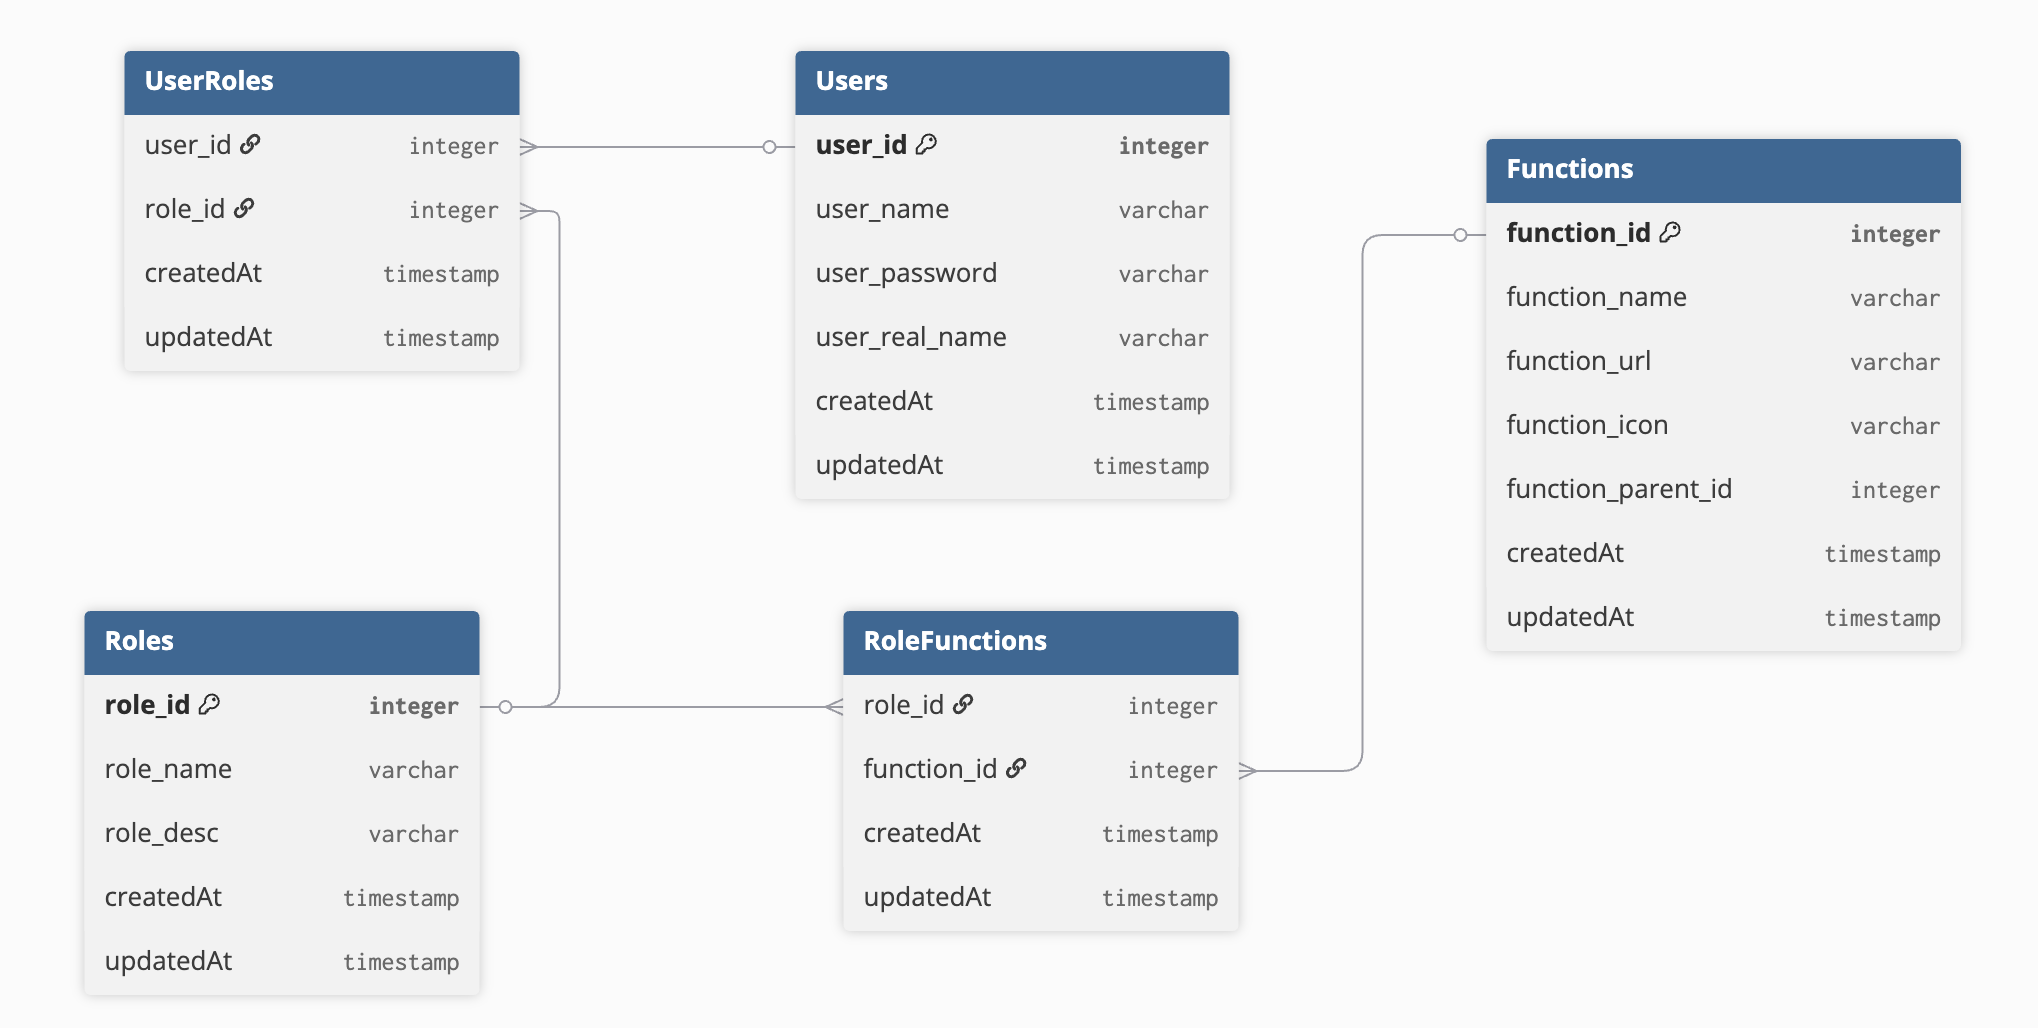 UserRoles
user_id integer
role_id integer
createdAt timestamp
updatedAt timestamp
Users
user_id integer
user_name varchar
user_password varchar
user_real_name varchar
createdAt timestamp
updatedAt timestamp
Functions
function_id integer
function_name varchar
function_url varchar
function_icon varchar
function_parent_id integer
createdAt timestamp
updatedAt timestamp
Roles
role_id integer
role_name varchar
role_desc varchar
createdAt timestamp
updatedAt timestamp
RoleFunctions
role_id integer
function_id integer
createdAt timestamp
updatedAt timestamp